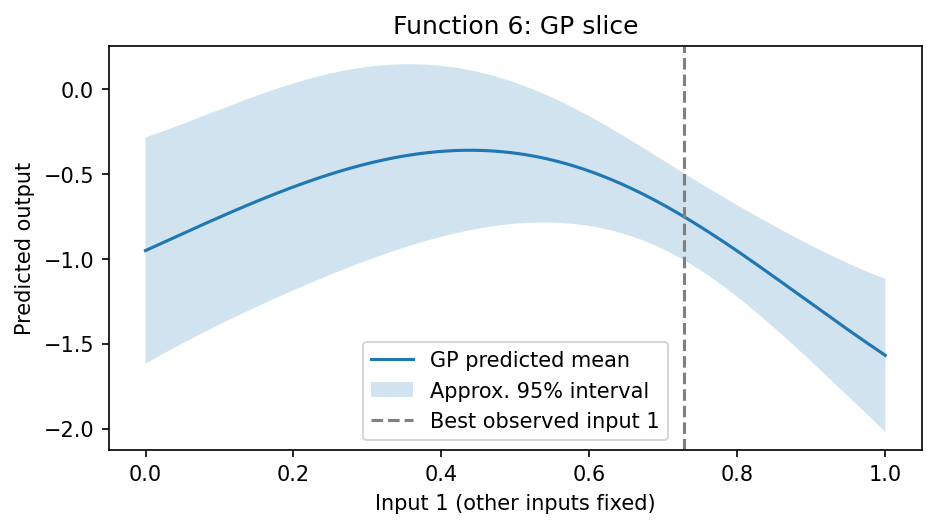 Function 6: GP slice
Predicted output
0.0
−0.5
−1.0
−1.5
−2.0
GP predicted mean
Approx. 95% interval
Best observed input 1
0.0 0.2 0.4 0.6 0.8 1.0
Input 1 (other inputs fixed)